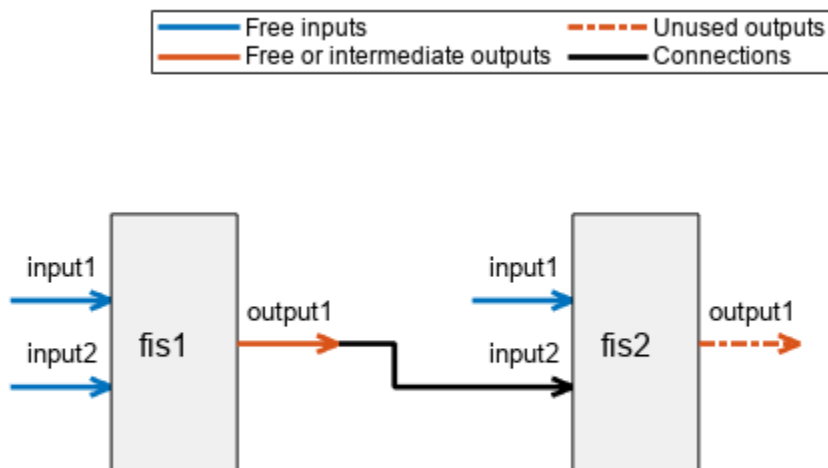 Free inputs
Unused outputs
Free or intermediate outputs
Connections
input1
input1
output1
output1
input2
fis1
input2
fis2